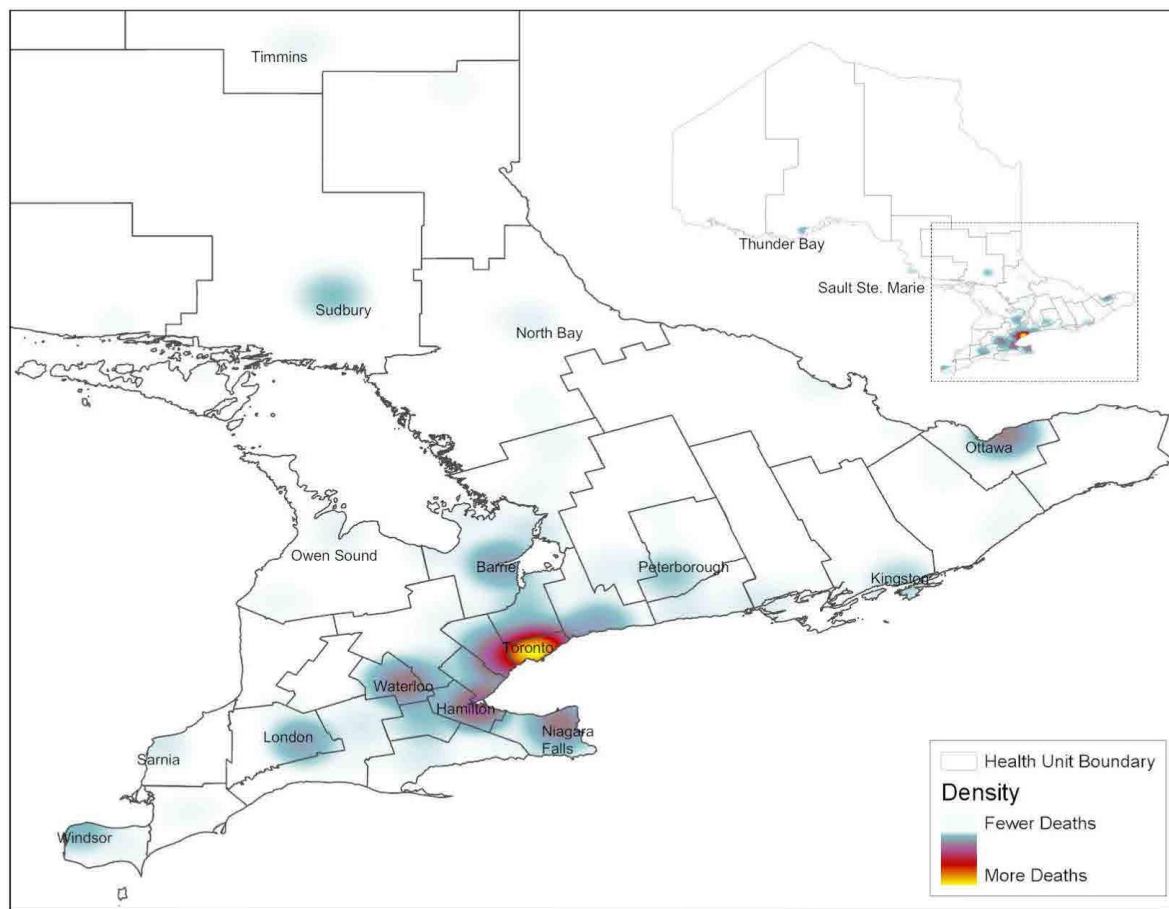 Timmins
Thunder Bay
Sault Ste. Marie
Sudbury
North Bay
Ottawa
Owen Sound
Barrie
Peterborough
Kingston
Toronto
Waterloo
Hamilton
London
Niagara
Falls
Sarnia
Windsor
Health Unit Boundary
Density
Fewer Deaths
More Deaths